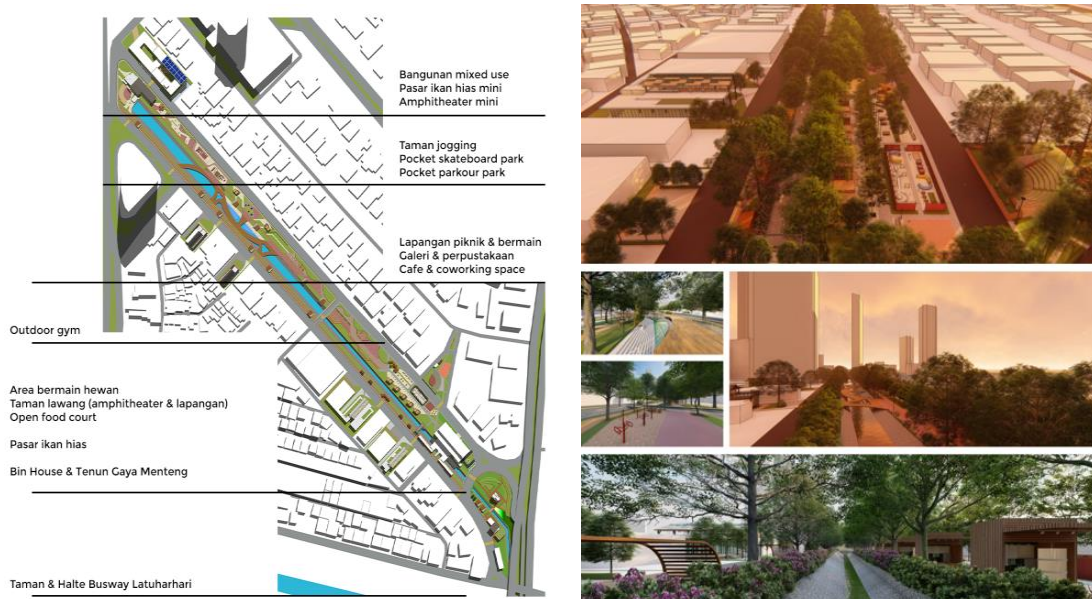 Bangunan mixed use
Pasar ikan hias mini
Amphitheater mini
Taman jogging
Pocket skateboard park
Pocket parkour park
Lapangan piknik & bermain
Galeri & perpustakaan
Cafe & coworking space
Outdoor gym
Area bermain hewan
Taman lawang (amphitheater & lapangan)
Open food court
Pasar ikan hias
Bin House & Tenun Gaya Menteng
Taman & Halte Busway Latuharhari